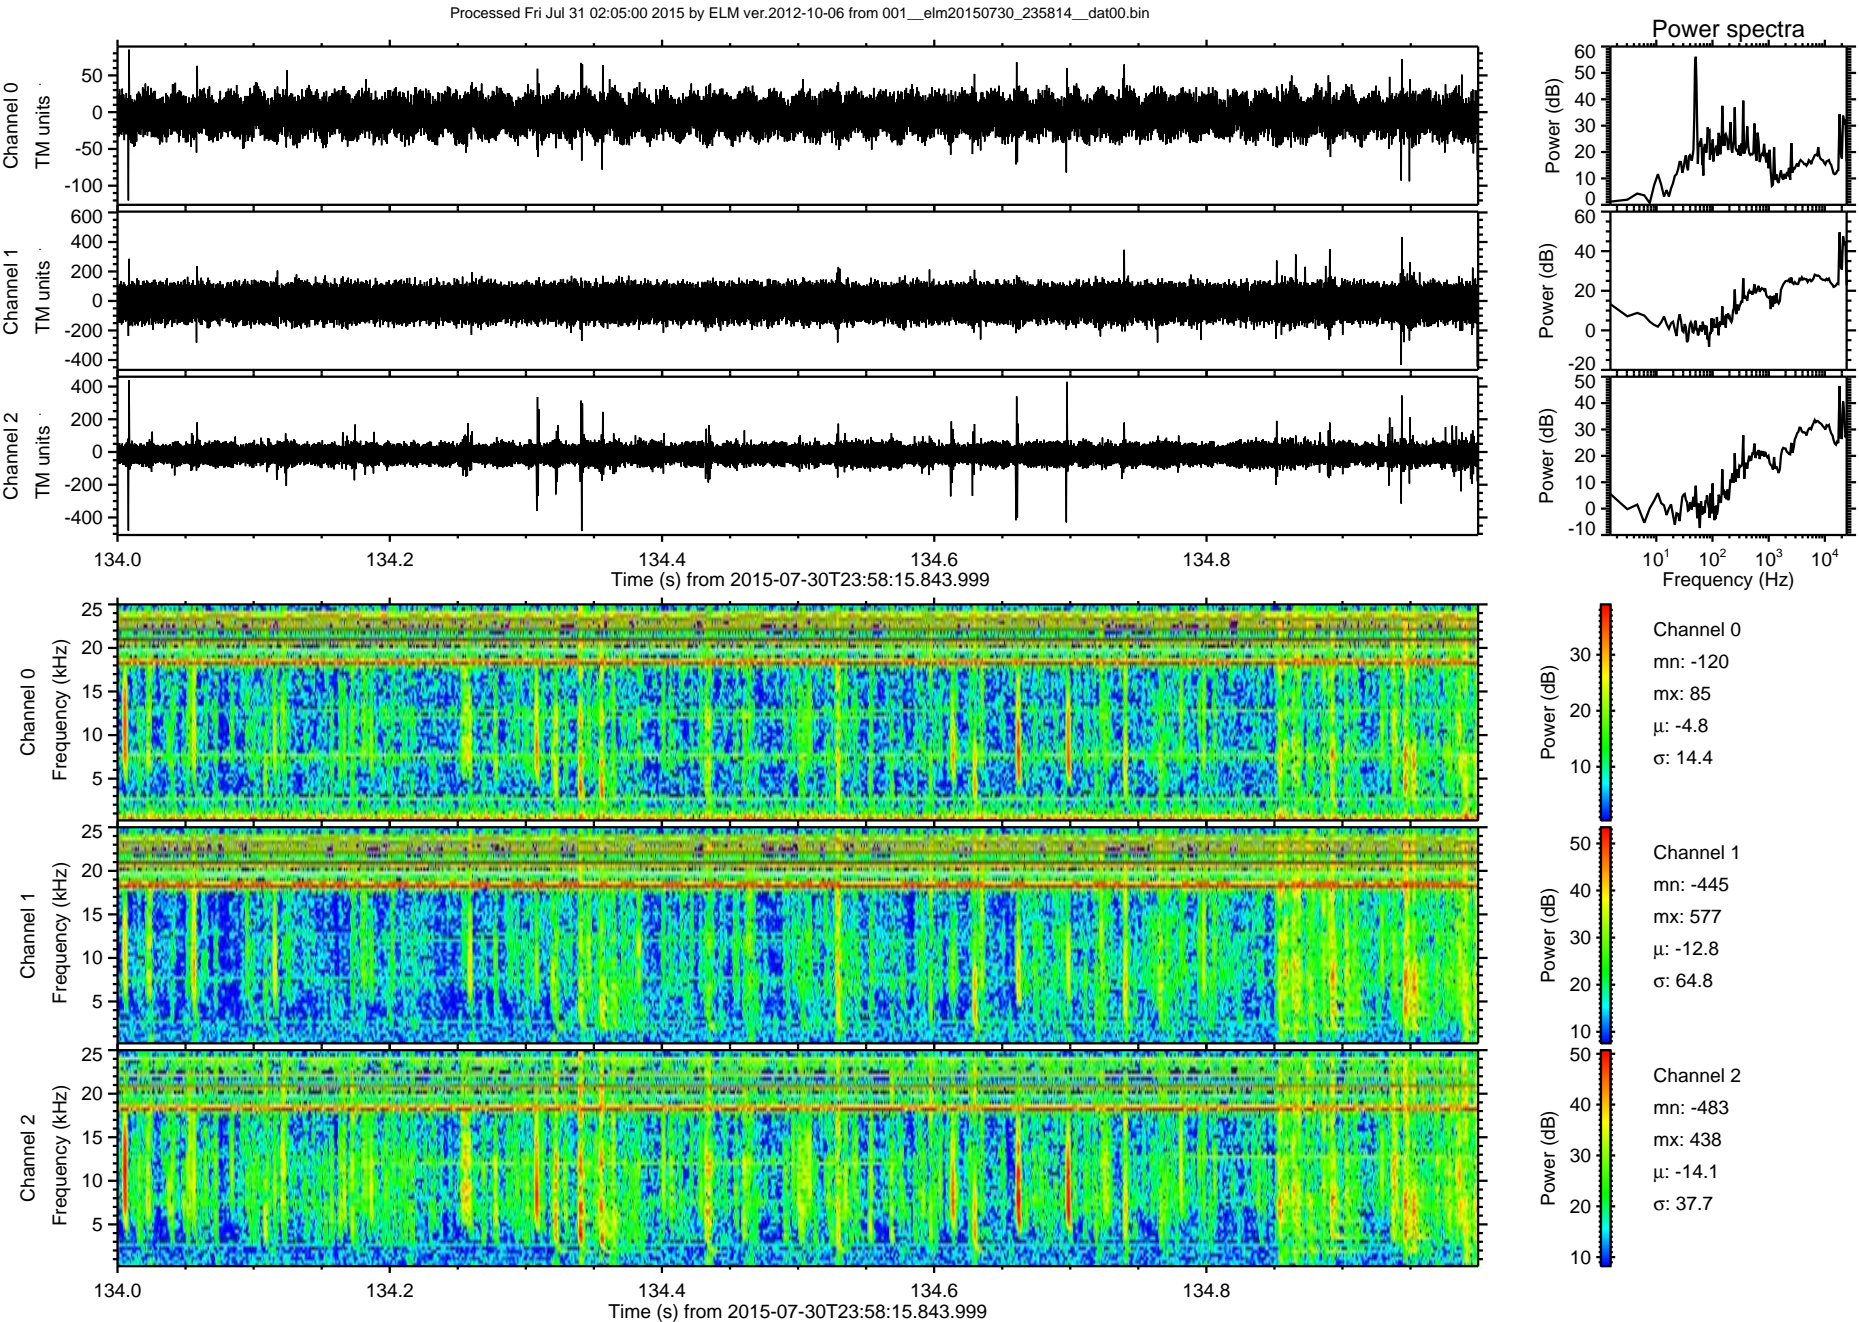 Processed Fri Jul 31 02:05:00 2015 by ELM ver.2012-10-06 from 001__elm20150730_235814__dat00.bin
Power spectra
Channel 0
TM units
50
0
-50
-100
Power (dB)
60
50
40
30
20
10
0
Channel 1
TM units
600
400
200
0
-200
-400
Power (dB)
60
40
20
0
-20
Channel 2
TM units
400
200
0
-200
-400
Power (dB)
50
40
30
20
10
0
-10
134.0 134.2 134.4 134.6 134.8
Time (s) from 2015-07-30T23:58:15.843.999
10¹ 10² 10³ 10⁴
Frequency (Hz)
Channel 0
Frequency (kHz)
25
20
15
10
5
Power (dB)
30
20
10
Channel 0
mn: -120
mx: 85
µ: -4.8
σ: 14.4
Channel 1
Frequency (kHz)
25
20
15
10
5
Power (dB)
50
40
30
20
10
Channel 1
mn: -445
mx: 577
µ: -12.8
σ: 64.8
Channel 2
Frequency (kHz)
25
20
15
10
5
Power (dB)
50
40
30
20
10
Channel 2
mn: -483
mx: 438
µ: -14.1
σ: 37.7
134.0 134.2 134.4 134.6 134.8
Time (s) from 2015-07-30T23:58:15.843.999